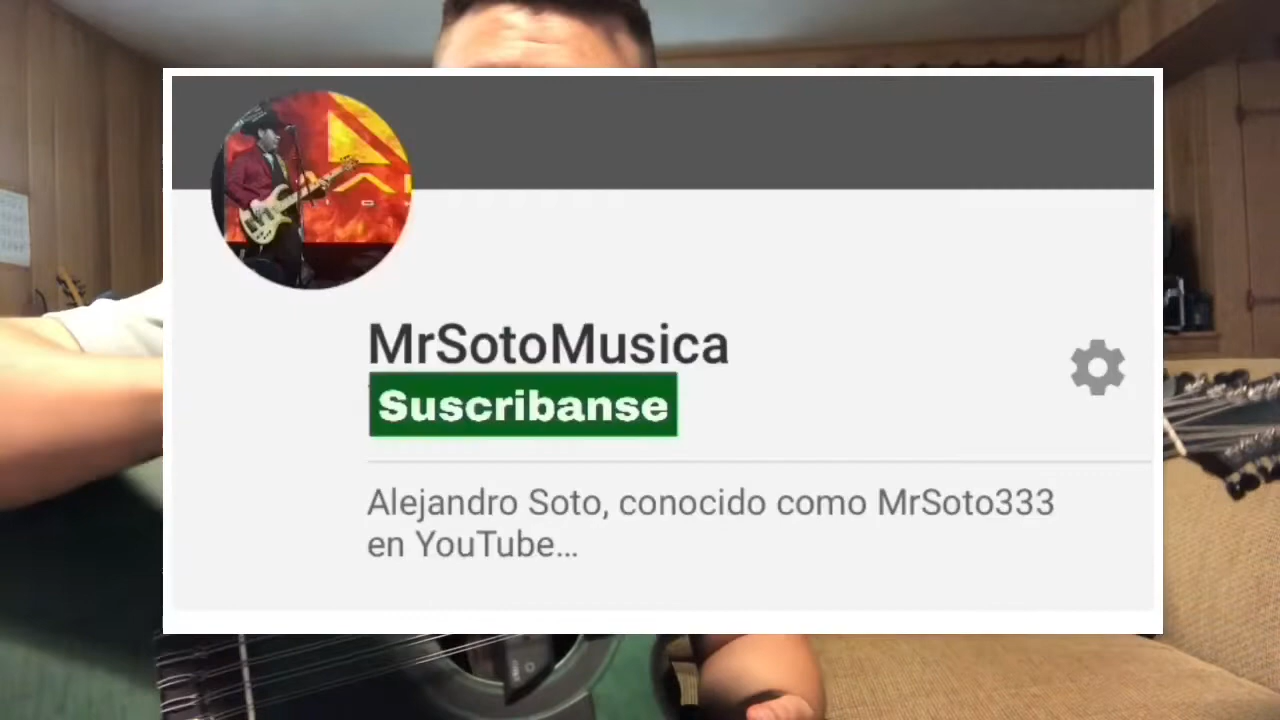 MrSotoMusica
Suscribanse
Alejandro Soto, conocido como MrSoto333
en YouTube…